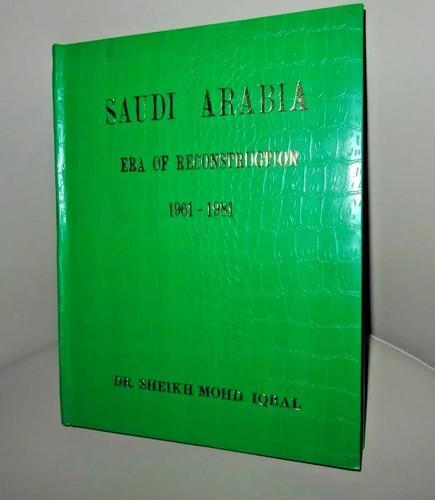 SAUDI ARABIA
ERA OF RECONSTRUCTION
1961 - 1981
DR. SHEIKH MOHD. IQBAL